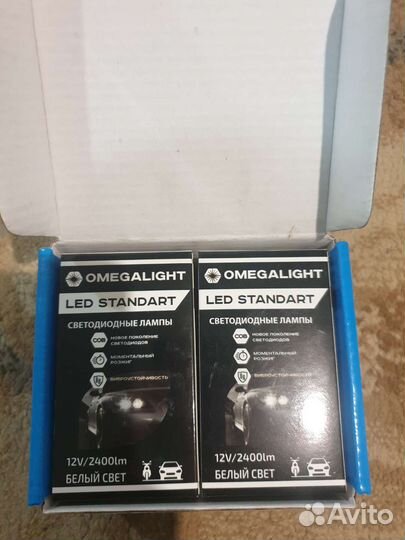 OMEGALIGHT
LED STANDART
СВЕТОДИОДНЫЕ ЛАМПЫ
COB
НОВОЕ ПОКОЛЕНИЕ
СВЕТОДИОДОВ
МОМЕНТАЛЬНЫЙ
РОЗЖИГ
ВИБРОУСТОЙЧИВОСТЬ
12V/2400lm
БЕЛЫЙ СВЕТ
OMEGALIGHT
LED STANDART
СВЕТОДИОДНЫЕ ЛАМПЫ
COB
НОВОЕ ПОКОЛЕНИЕ
СВЕТОДИОДОВ
МОМЕНТАЛЬНЫЙ
РОЗЖИГ
ВИБРОУСТОЙЧИВОСТЬ
12V/2400lm
БЕЛЫЙ СВЕТ
Avito